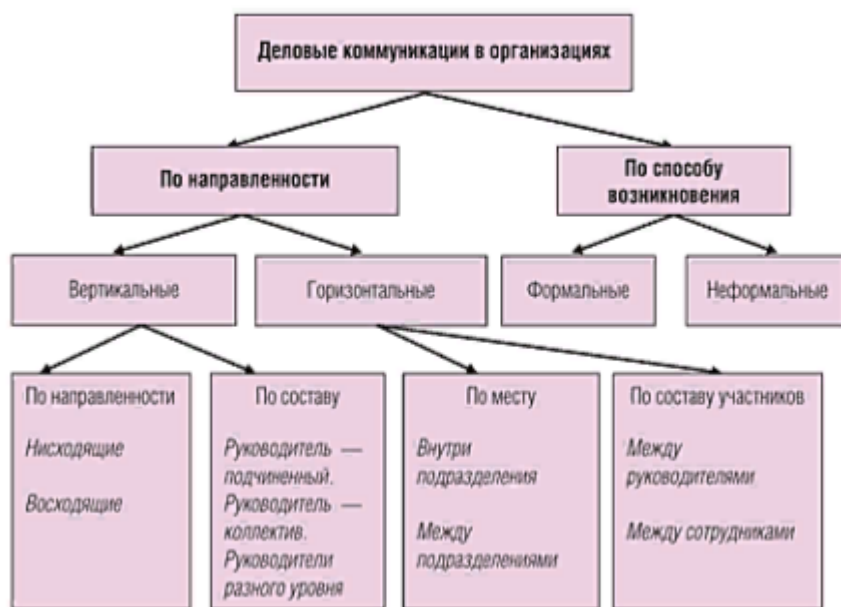 Деловые коммуникации в организациях
По направленности
По способу
возникновения
Вертикальные
Горизонтальные
Формальные
Неформальные
По направленности
Нисходящие
Восходящие
По составу
Руководитель —
подчиненный.
Руководитель —
коллектив.
Руководители
разного уровня
По месту
Внутри
подразделения
Между
подразделениями
По составу участников
Между
руководителями
Между сотрудниками